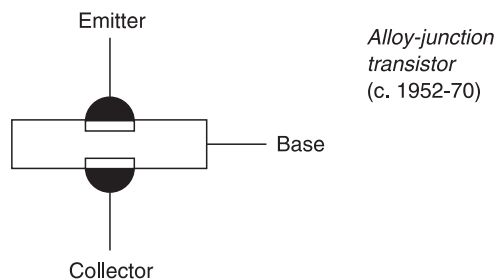 Emitter
Alloy-junction
transistor
(c. 1952-70)
Base
Collector